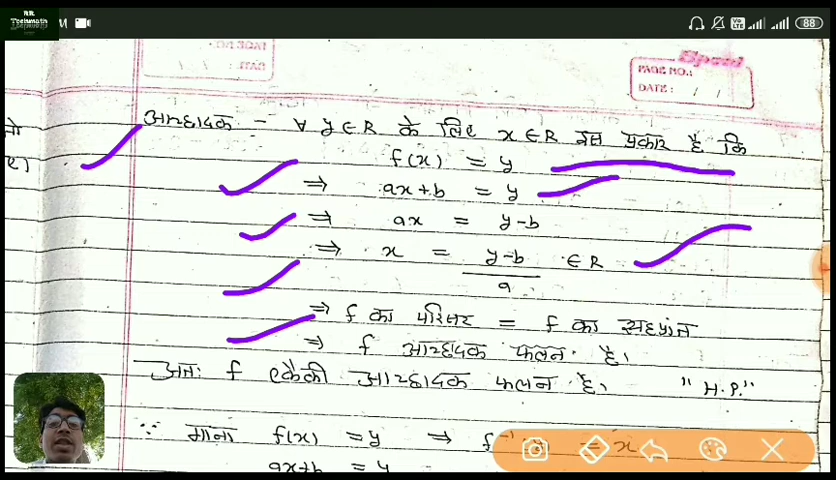 PAGE NO.:
DATE: / /
आच्छादक - ∀ y∈R के लिए x∈R इस प्रकार है कि
f(x) = y
⇒ ax+b = y
⇒ ax = y-b
⇒ x = y-b/a ∈R
⇒ f का परिसर = f का सहप्रांत
⇒ f आच्छादक फलन है।
अतः f एकैकी आच्छादक फलन है। "H.P."
∵ माना f(x) = y ⇒ = x
ax+b = y
88